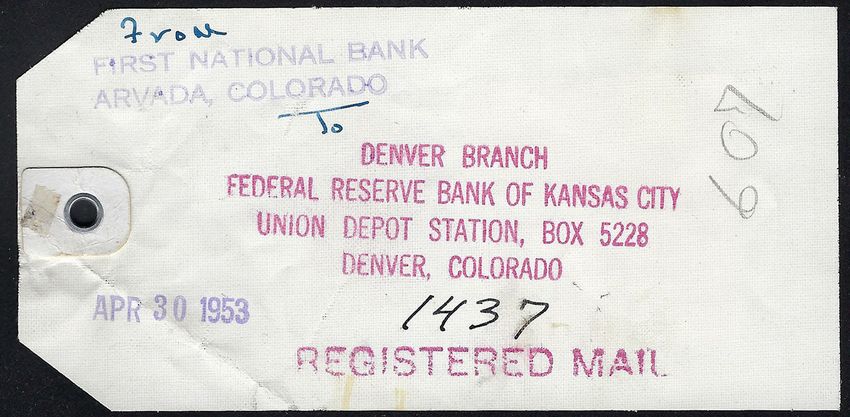 From
FIRST NATIONAL BANK
ARVADA, COLORADO
To
DENVER BRANCH
FEDERAL RESERVE BANK OF KANSAS CITY
UNION DEPOT STATION, BOX 5228
DENVER, COLORADO
APR 30 1953
1437
REGISTERED MAIL
607